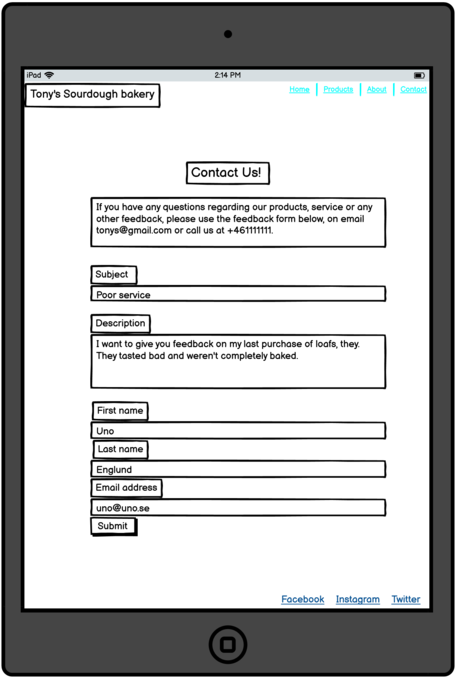 iPad 2:14 PM
Tony's Sourdough bakery
Home Products About Contact
Contact Us!
If you have any questions regarding our products, service or any
other feedback, please use the feedback form below, on email
tonys@gmail.com or call us at +461111111.
Subject
Poor service
Description
I want to give you feedback on my last purchase of loafs, they.
They tasted bad and weren't completely baked.
First name
Uno
Last name
Englund
Email address
uno@uno.se
Submit
Facebook Instagram Twitter